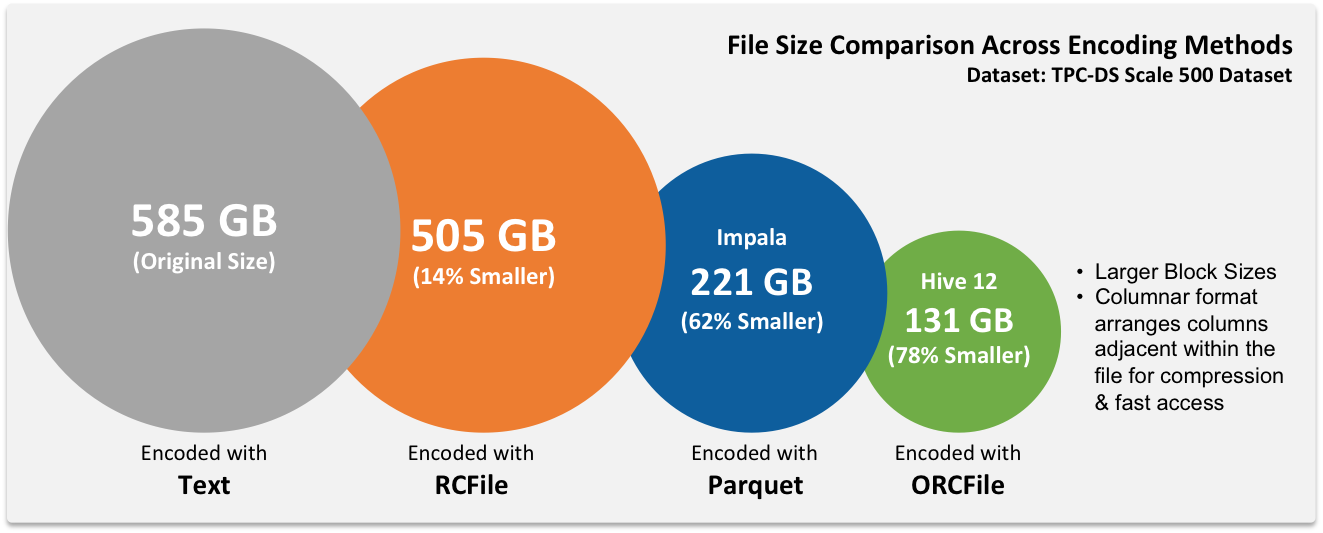 File Size Comparison Across Encoding Methods
Dataset: TPC-DS Scale 500 Dataset
585 GB
(Original Size)
505 GB
(14% Smaller)
Impala
221 GB
(62% Smaller)
Hive 12
131 GB
(78% Smaller)
• Larger Block Sizes
• Columnar format
arranges columns
adjacent within the
file for compression
& fast access
Encoded with
Text
Encoded with
RCFile
Encoded with
Parquet
Encoded with
ORCFile